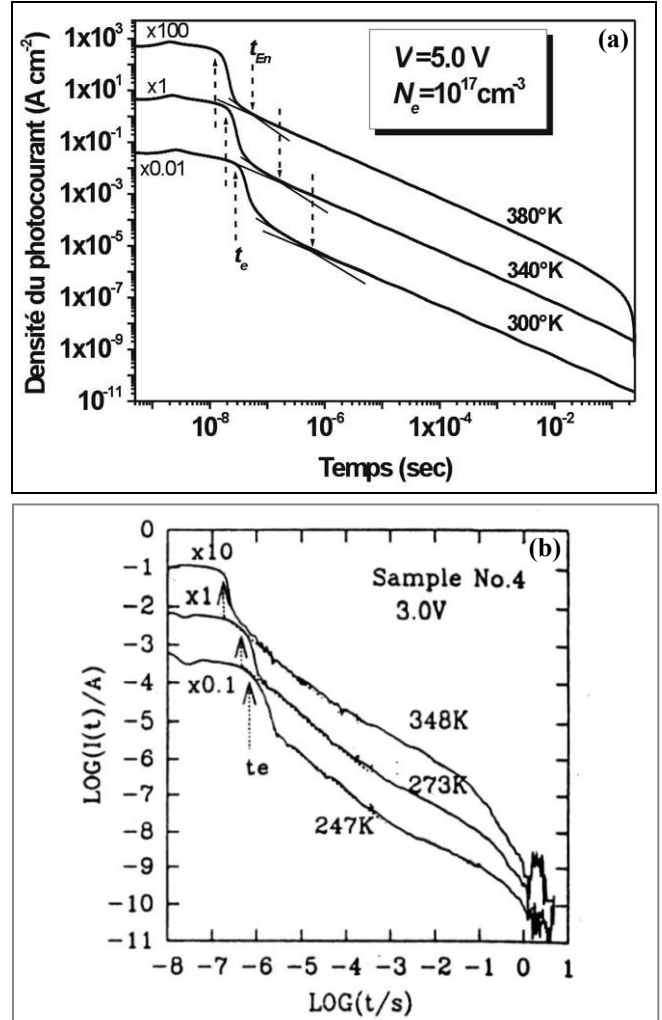 (a)
Densité du photocourant (A cm⁻²)
1x10³
1x10¹
1x10⁻¹
1x10⁻³
1x10⁻⁵
1x10⁻⁷
1x10⁻⁹
10⁻¹¹
x100
x1
x0.01
t_En
t_e
V=5.0 V
N_e=10¹⁷cm⁻³
380°K
340°K
300°K
10⁻⁸
10⁻⁶
1x10⁻⁴
10⁻²
Temps (sec)
(b)
LOG(I(t)/A)
0
-1
-2
-3
-4
-5
-6
-7
-8
-9
-10
-11
x10
x1
x0.1
te
Sample No.4
3.0V
348K
273K
247K
-8 -7 -6 -5 -4 -3 -2 -1 0 1
LOG(t/s)